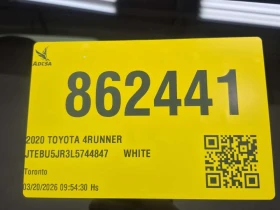 ADESA
862441
2020 TOYOTA 4RUNNER
JTEBU5JR3L5744847 WHITE
Toronto
03/20/2026 09:54:30 Hs